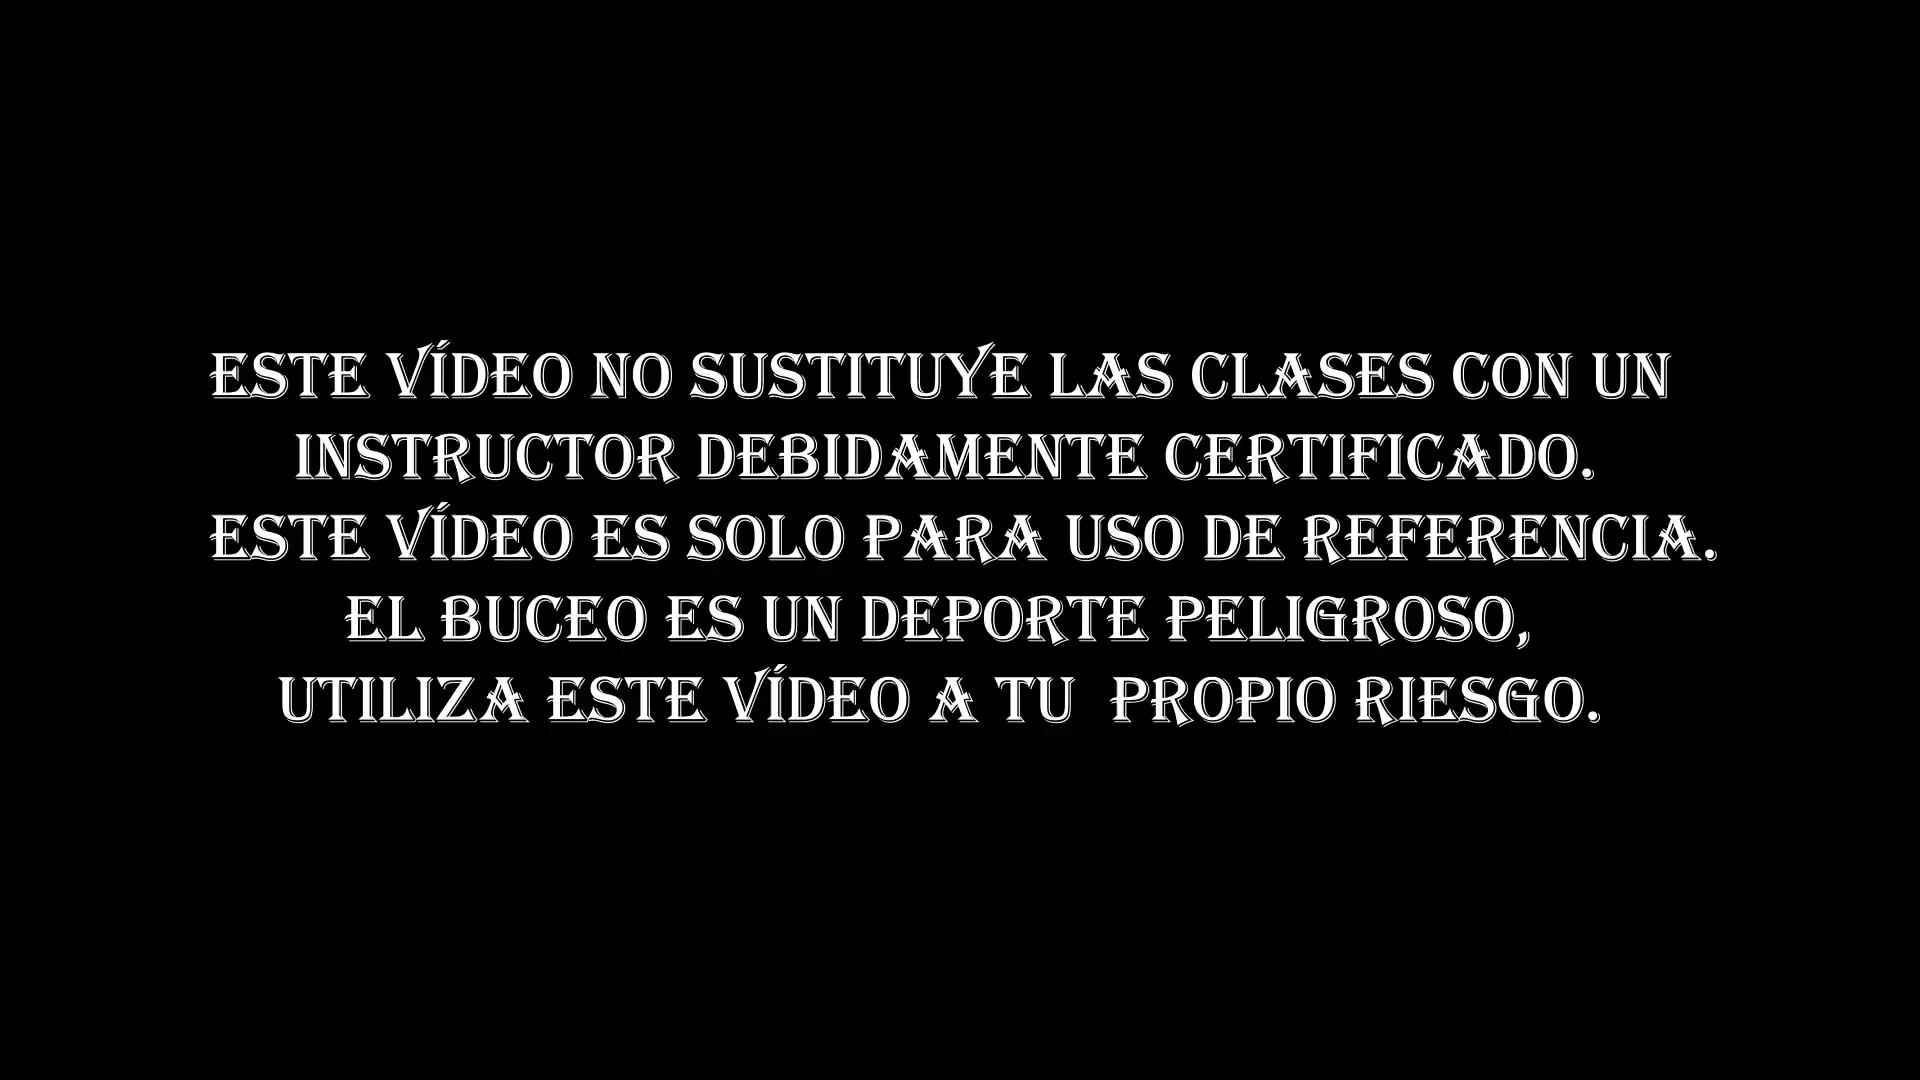 ESTE VÍDEO NO SUSTITUYE LAS CLASES CON UN
INSTRUCTOR DEBIDAMENTE CERTIFICADO.
ESTE VÍDEO ES SOLO PARA USO DE REFERENCIA.
EL BUCEO ES UN DEPORTE PELIGROSO,
UTILIZA ESTE VÍDEO A TU  PROPIO RIESGO.